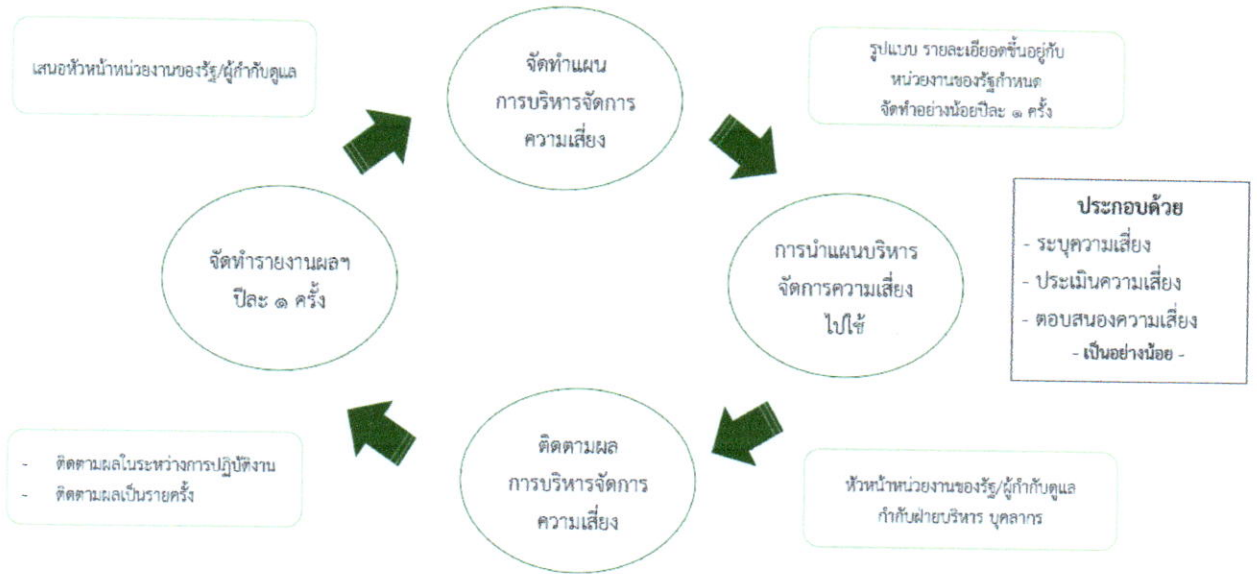 เสนอหัวหน้าหน่วยงานของรัฐ/ผู้กำกับดูแล
จัดทำแผน
การบริหารจัดการ
ความเสี่ยง
รูปแบบ รายละเอียดขึ้นอยู่กับ
หน่วยงานของรัฐกำหนด
จัดทำอย่างน้อยปีละ ๑ ครั้ง
จัดทำรายงานผลฯ
ปีละ ๑ ครั้ง
การนำแผนบริหาร
จัดการความเสี่ยง
ไปใช้
ประกอบด้วย
- ระบุความเสี่ยง
- ประเมินความเสี่ยง
- ตอบสนองความเสี่ยง
- เป็นอย่างน้อย -
- ติดตามผลในระหว่างการปฏิบัติงาน
- ติดตามผลเป็นรายครั้ง
ติดตามผล
การบริหารจัดการ
ความเสี่ยง
หัวหน้าหน่วยงานของรัฐ/ผู้กำกับดูแล
กำกับฝ่ายบริหาร บุคลากร